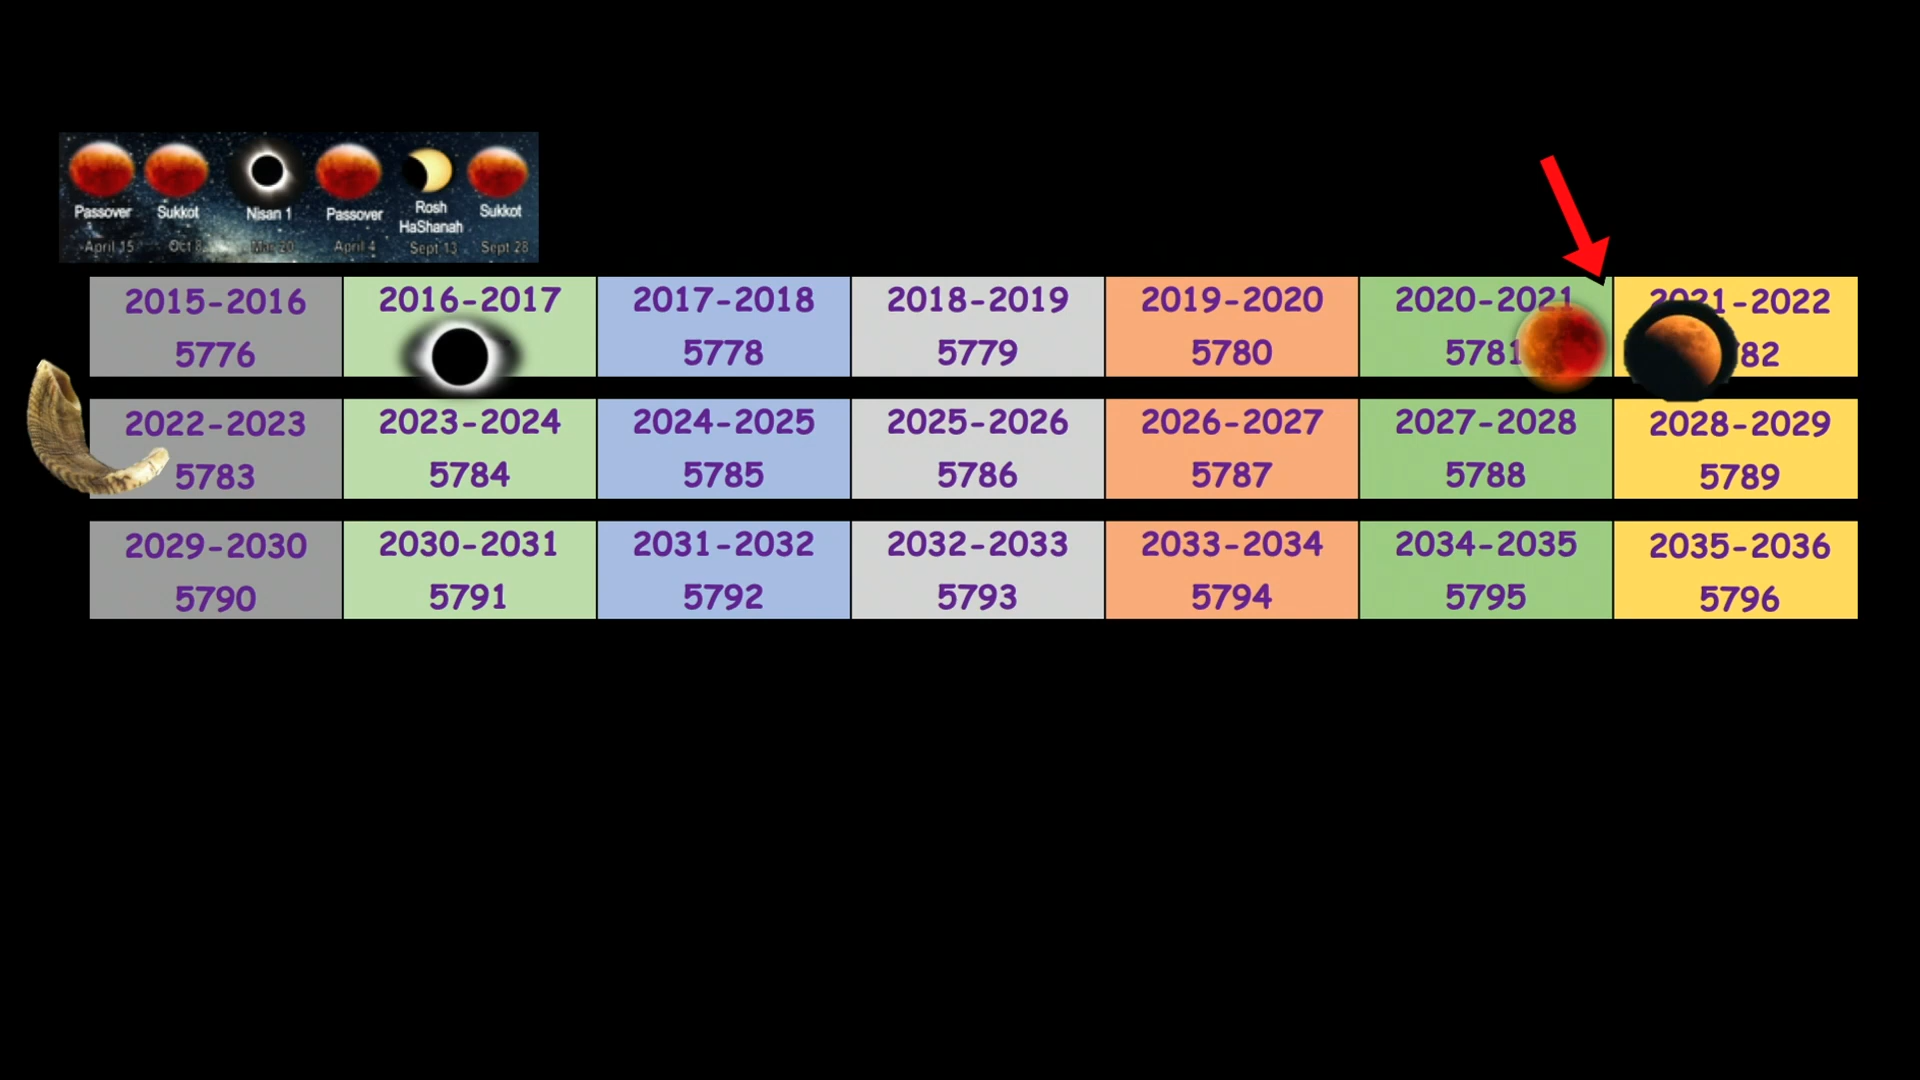 Passover Sukkot Nisan 1 Passover Rosh HaShanah Sukkot
April 15 Oct 8 Mar 20 April 4 Sept 13 Sept 28
2015-2016 2016-2017 2017-2018 2018-2019 2019-2020 2020-2021 2021-2022
5776 5778 5779 5780 5781 82
2022-2023 2023-2024 2024-2025 2025-2026 2026-2027 2027-2028 2028-2029
5783 5784 5785 5786 5787 5788 5789
2029-2030 2030-2031 2031-2032 2032-2033 2033-2034 2034-2035 2035-2036
5790 5791 5792 5793 5794 5795 5796